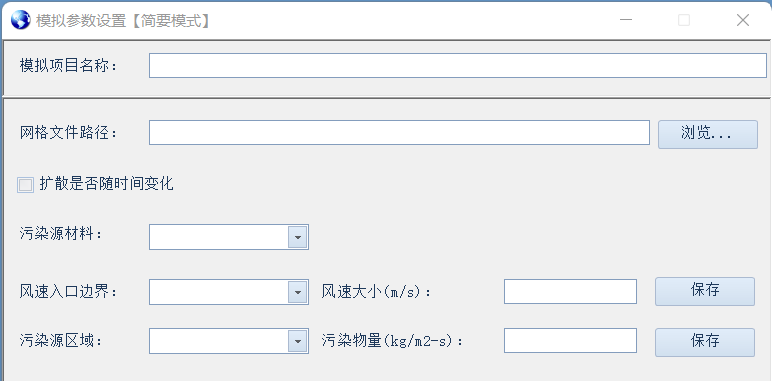 模拟参数设置【简要模式】
模拟项目名称：
网格文件路径： 浏览...
扩散是否随时间变化
污染源材料：
风速入口边界： 风速大小(m/s)： 保存
污染源区域： 污染物量(kg/m2-s)： 保存